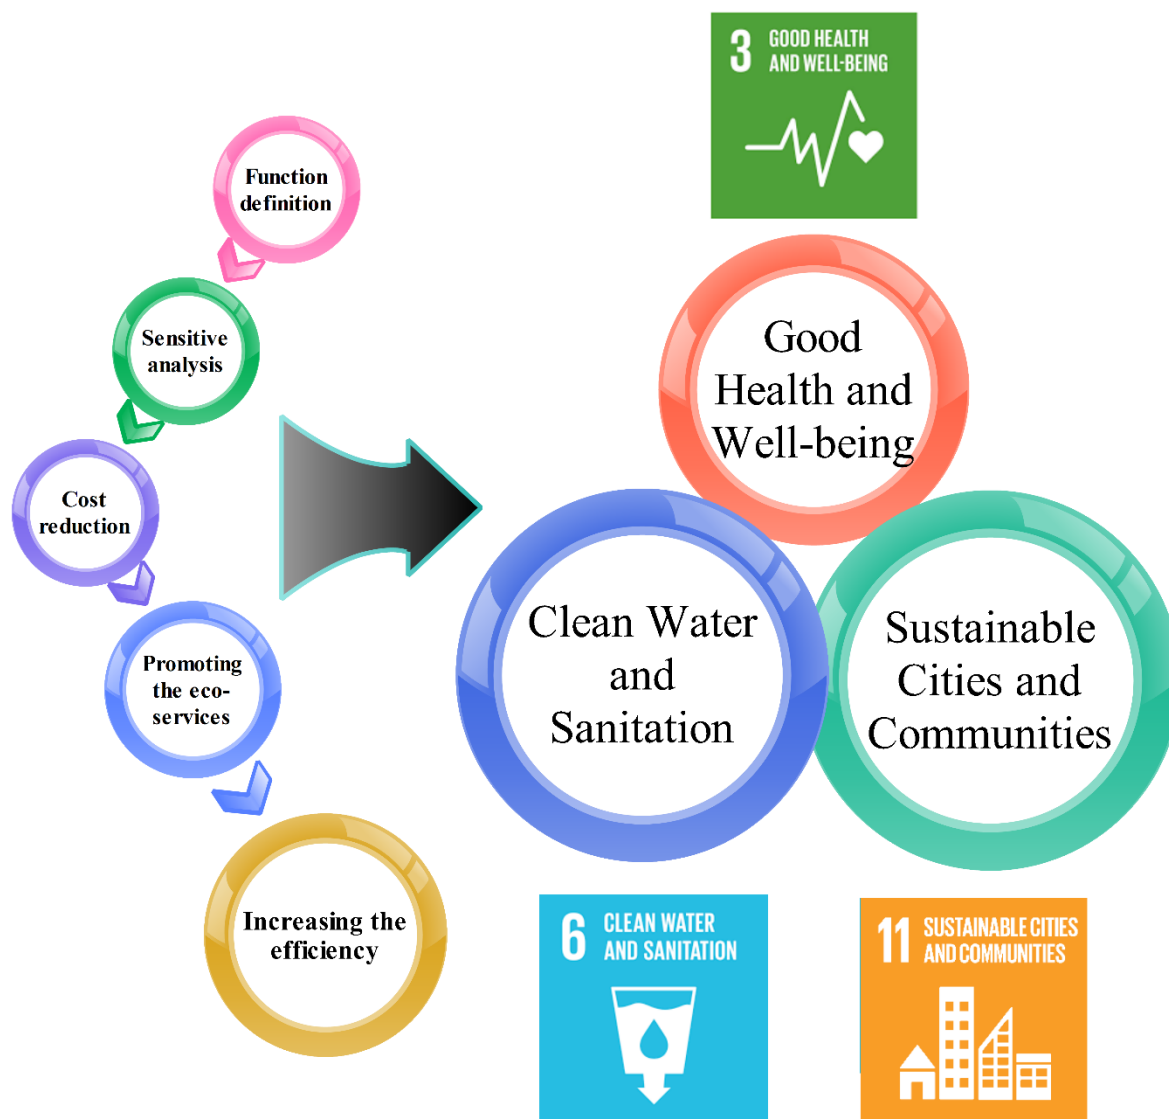 3 GOOD HEALTH
AND WELL-BEING
Function
definition
Sensitive
analysis
Cost
reduction
Promoting
the eco-
services
Increasing the
efficiency
Good
Health and
Well-being
Clean Water
and
Sanitation
Sustainable
Cities and
Communities
6 CLEAN WATER
AND SANITATION
11 SUSTAINABLE CITIES
AND COMMUNITIES